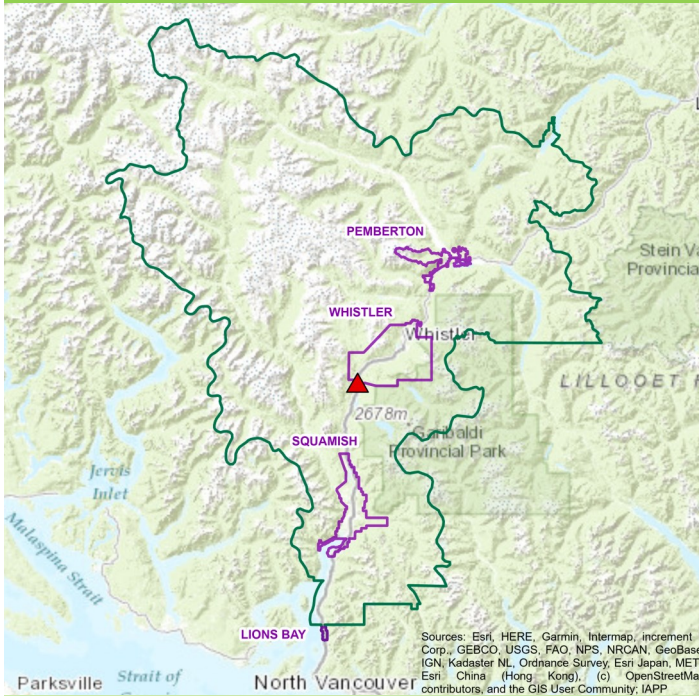 PEMBERTON
Stein Va
Provincia
WHISTLER
Whistler
LILLOOET
2678m
Garibaldi
Provincial Park
SQUAMISH
Jervis
Inlet
Malaspina Strait
LIONS BAY
Parksville
Strait of
North Vancouver
Sources: Esri, HERE, Garmin, Intermap, increment
Corp., GEBCO, USGS, FAO, NPS, NRCAN, GeoBase
IGN, Kadaster NL, Ordnance Survey, Esri Japan, MET
Esri China (Hong Kong), (c) OpenStreetMa
contributors, and the GIS User Community; IAPP